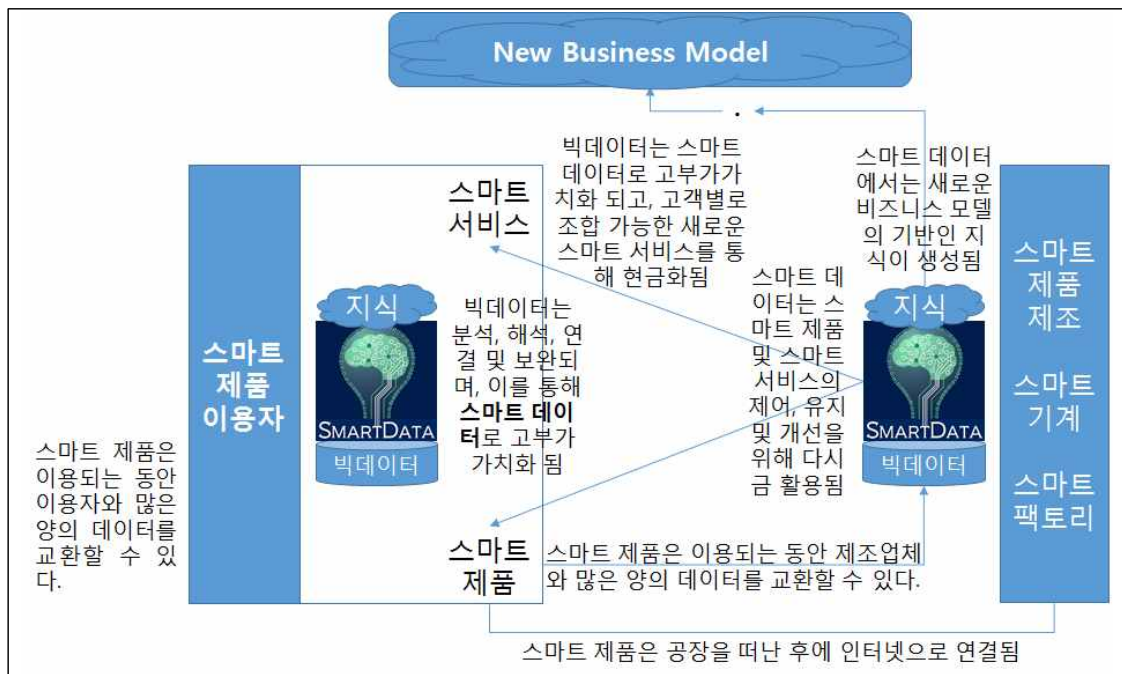 New Business Model
.
빅데이터는 스마트
데이터로 고부가가
치화 되고, 고객별로
조합 가능한 새로운
스마트 서비스를 통
해 현금화됨
스마트 데이터
에서는 새로운
비즈니스 모델
의 기반인 지
식이 생성됨
스마트
서비스
지식
SMARTDATA
빅데이터
빅데이터는
분석, 해석, 연
결 및 보완되
며, 이를 통해
스마트 데이
터로 고부가
가치화 됨
스마트 데
이터는 스
마트 제품
및 스마트
서비스의
제어, 유지
및 개선을
위해 다시
금 활용됨
지식
SMARTDATA
빅데이터
스마트
제품
제조
스마트
기계
스마트
팩토리
스마트
제품
이용자
스마트 제품은
이용되는 동안
이용자와 많은
양의 데이터를
교환할 수 있
다.
스마트
제품
스마트 제품은 이용되는 동안 제조업체
와 많은 양의 데이터를 교환할 수 있다.
스마트 제품은 공장을 떠난 후에 인터넷으로 연결됨